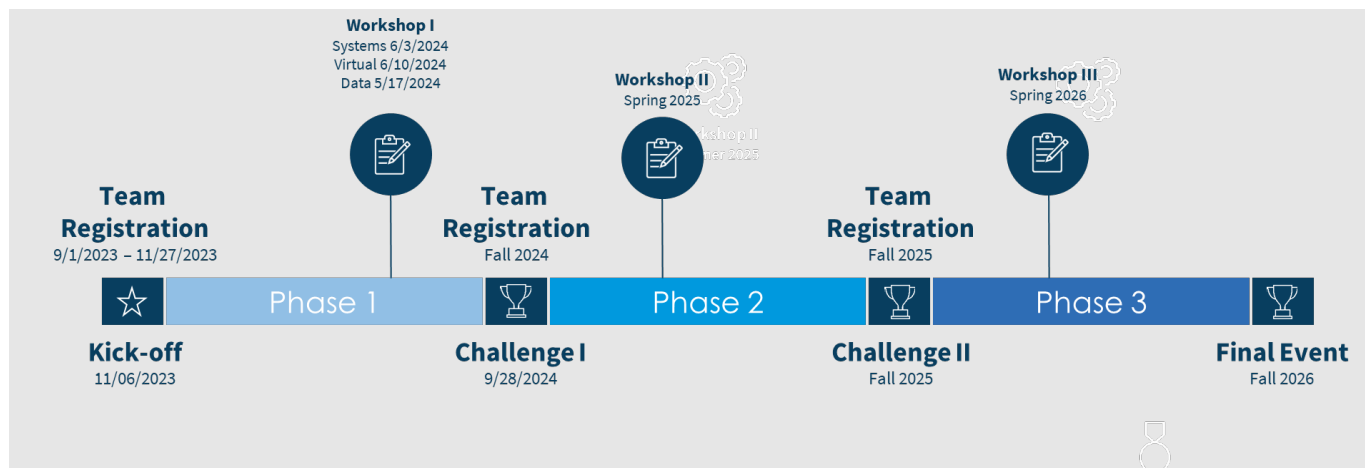 Workshop I
Systems 6/3/2024
Virtual 6/10/2024
Data 5/17/2024
Workshop II
Spring 2025
Workshop III
Spring 2026
kshop II
2025
Team
Registration
9/1/2023 – 11/27/2023
Team
Registration
Fall 2024
Team
Registration
Fall 2025
Phase 1
Phase 2
Phase 3
Kick-off
11/06/2023
Challenge I
9/28/2024
Challenge II
Fall 2025
Final Event
Fall 2026